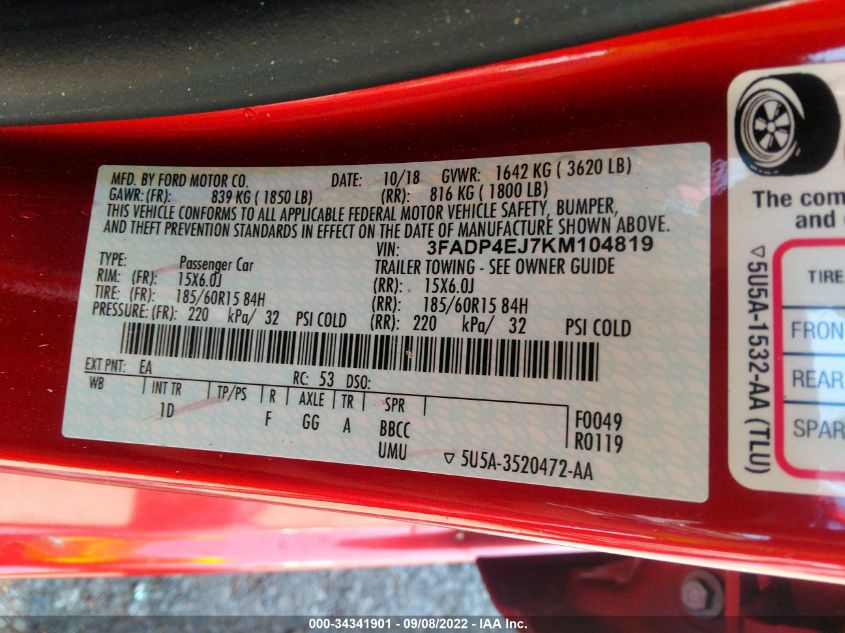 MFD. BY FORD MOTOR CO. DATE: 10/18 GVWR: 1642 KG ( 3620 LB)
GAWR: (FR): 839 KG ( 1850 LB) (RR): 816 KG ( 1800 LB)
THIS VEHICLE CONFORMS TO ALL APPLICABLE FEDERAL MOTOR VEHICLE SAFETY, BUMPER,
AND THEFT PREVENTION STANDARDS IN EFFECT ON THE DATE OF MANUFACTURE SHOWN ABOVE.
VIN: 3FADP4EJ7KM104819
TYPE: Passenger Car TRAILER TOWING - SEE OWNER GUIDE
RIM: (FR): 15X6.0J (RR): 15X6.0J
TIRE: (FR): 185/60R15 84H (RR): 185/60R15 84H
PRESSURE: (FR): 220 kPa/ 32 PSI COLD (RR): 220 kPa/ 32 PSI COLD
EXT PNT: EA RC: 53 DSO:
WB INT TR TP/PS R AXLE TR SPR
1D F GG A BBCC F0049
UMU R0119
▽ 5U5A-3520472-AA
The com
and
TIRE
FRON
REAR
SPAR
▽ 5U5A-1532-AA (TLU)
000-34341901 - 09/08/2022 - IAA Inc.